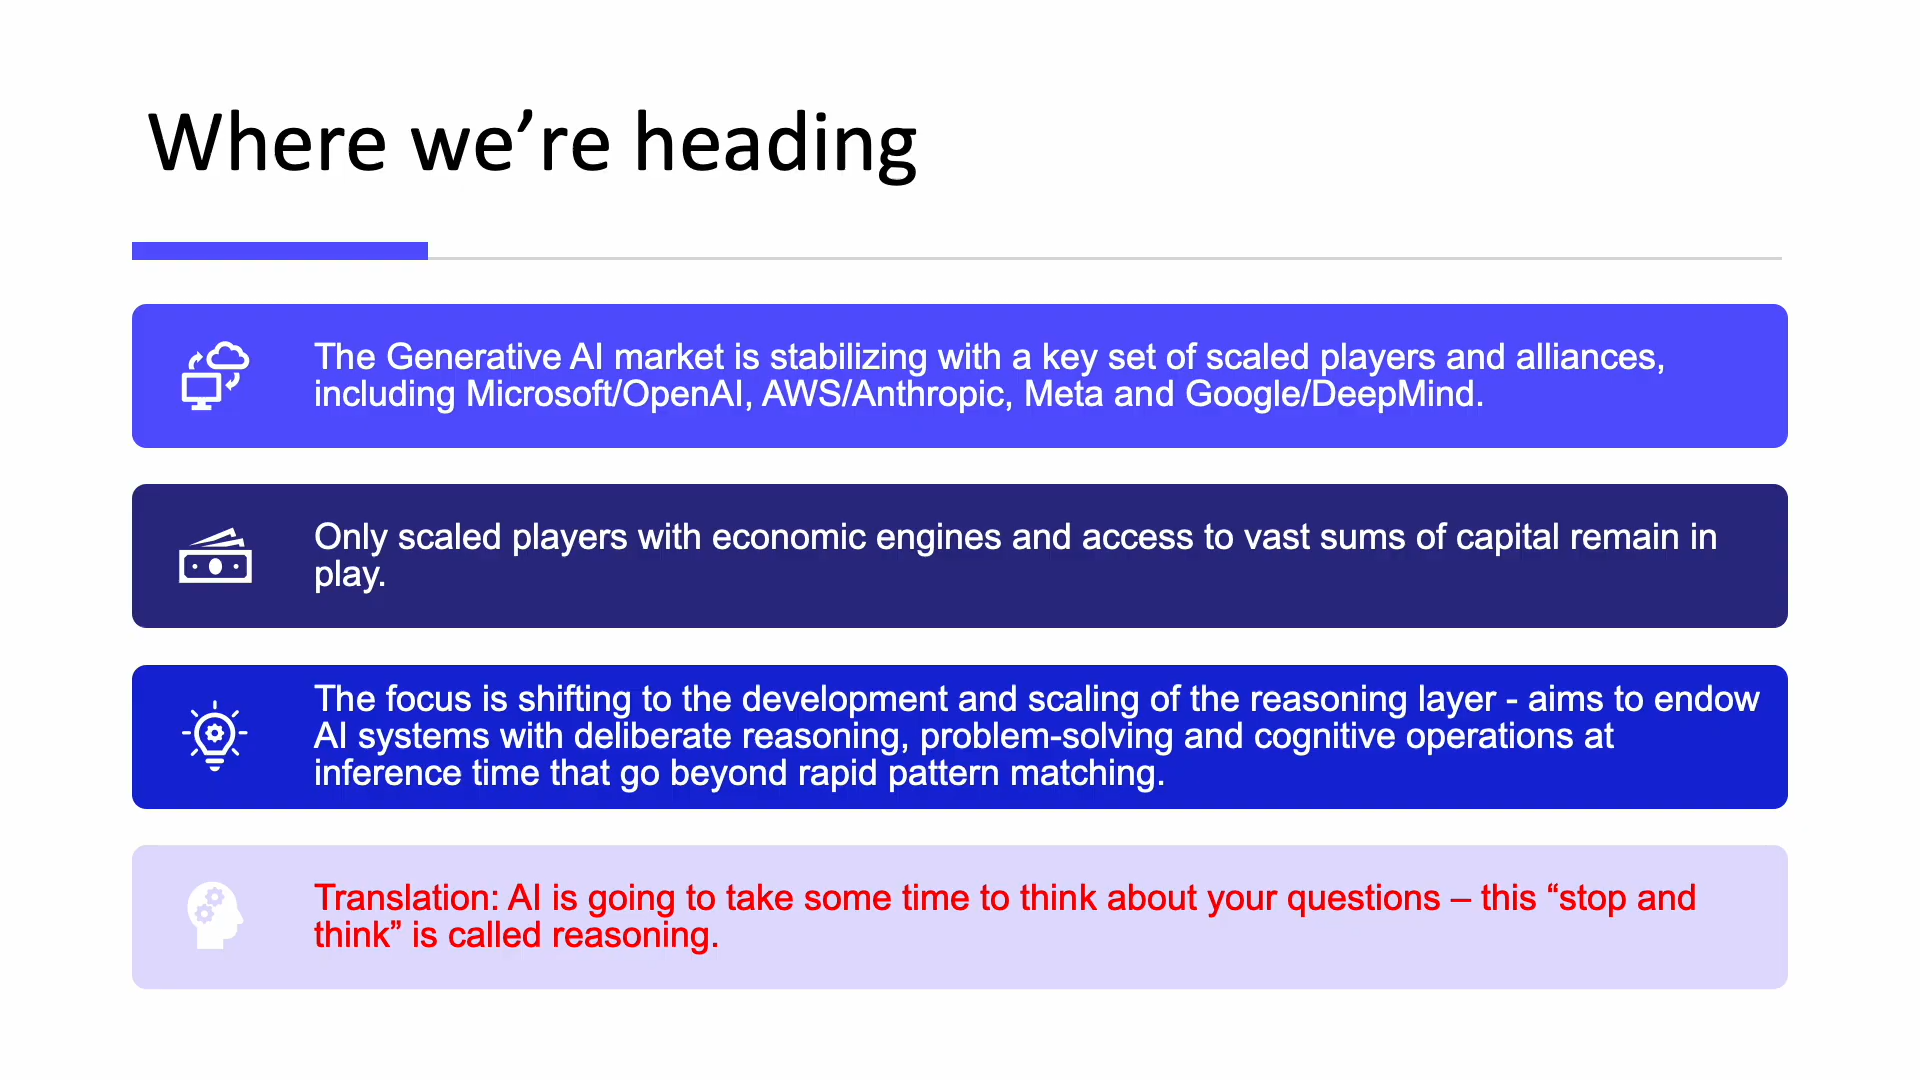 Where we’re heading
The Generative AI market is stabilizing with a key set of scaled players and alliances,
including Microsoft/OpenAI, AWS/Anthropic, Meta and Google/DeepMind.
Only scaled players with economic engines and access to vast sums of capital remain in
play.
The focus is shifting to the development and scaling of the reasoning layer - aims to endow
AI systems with deliberate reasoning, problem-solving and cognitive operations at
inference time that go beyond rapid pattern matching.
Translation: AI is going to take some time to think about your questions – this “stop and
think” is called reasoning.